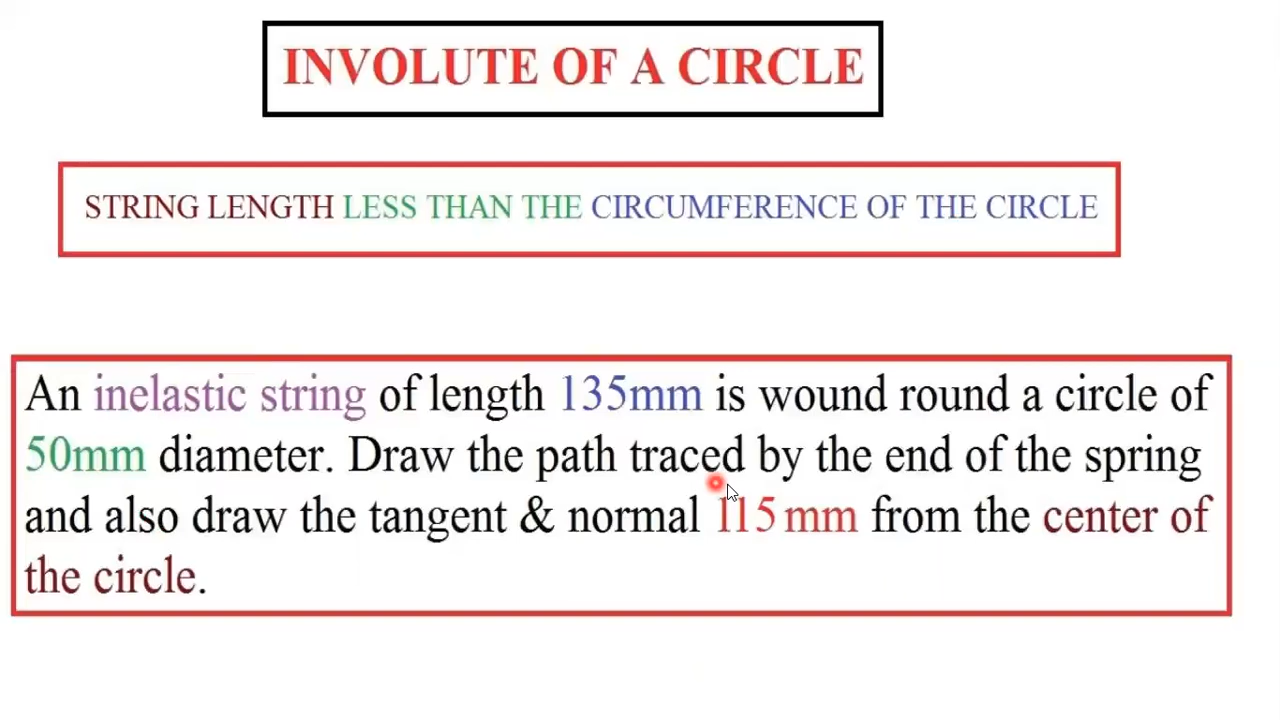 INVOLUTE OF A CIRCLE
STRING LENGTH LESS THAN THE CIRCUMFERENCE OF THE CIRCLE
An inelastic string of length 135mm is wound round a circle of
50mm diameter. Draw the path traced by the end of the spring
and also draw the tangent & normal 115 mm from the center of
the circle.